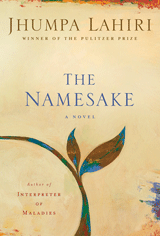 JHUMPA LAHIRI
WINNER OF THE PULITZER PRIZE
THE
NAMESAKE
A NOVEL
Author of
INTERPRETER
OF
MALADIES